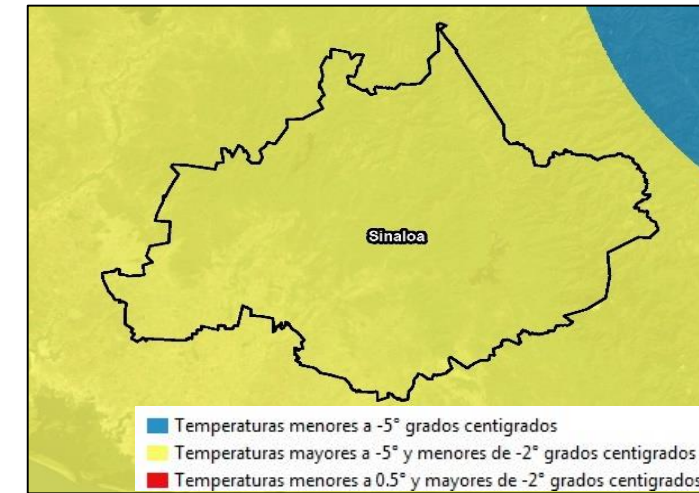 Sinaloa
Temperaturas menores a -5° grados centigrados
Temperaturas mayores a -5° y menores de -2° grados centigrados
Temperaturas menores a 0.5° y mayores de -2° grados centigrados